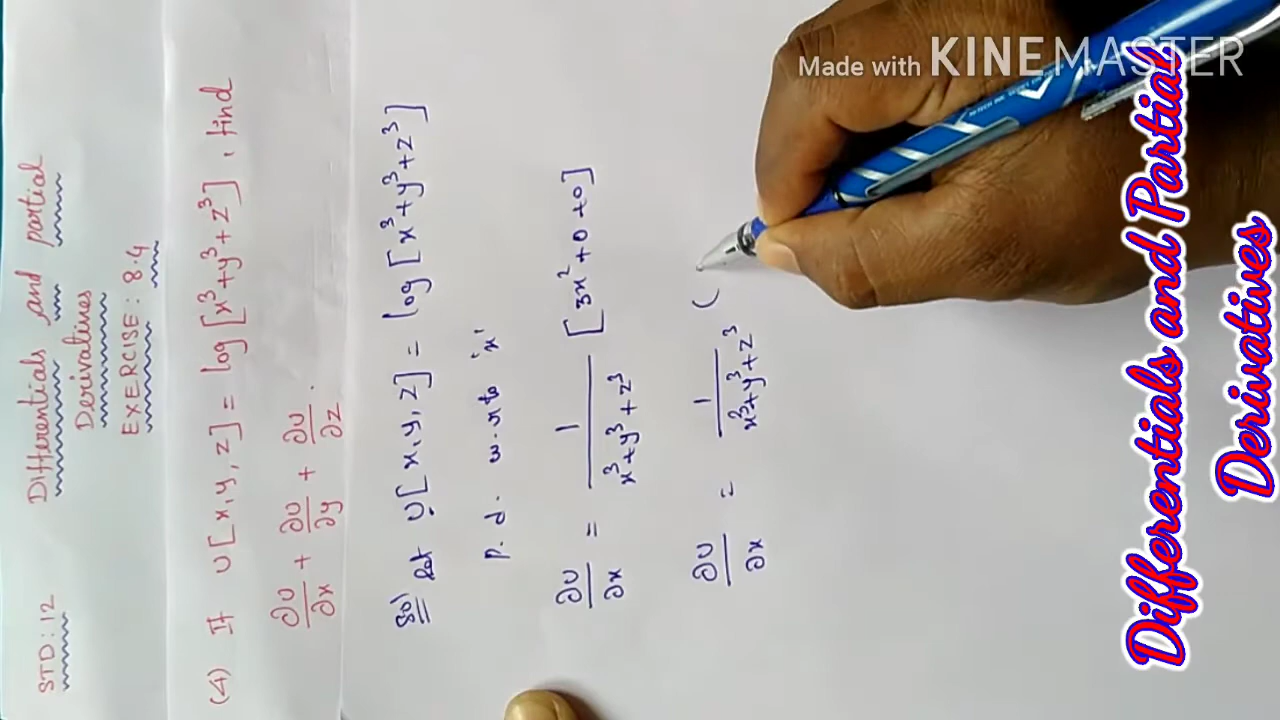 STD: 12 Differentials and partial
Derivatives
EXERCISE: 8.4
(4) If U[x, y, z] = log[x³+y³+z³], find
∂U/∂x + ∂U/∂y + ∂U/∂z .
Sol Let U[x, y, z] = log[x³+y³+z³]
P.d. w.r.to 'x'
∂U/∂x = 1/(x³+y³+z³) [3x²+0+0]
∂U/∂x = 1/(x³+y³+z³) (
Made with KINEMASTER
Differentials and Partial
Derivatives